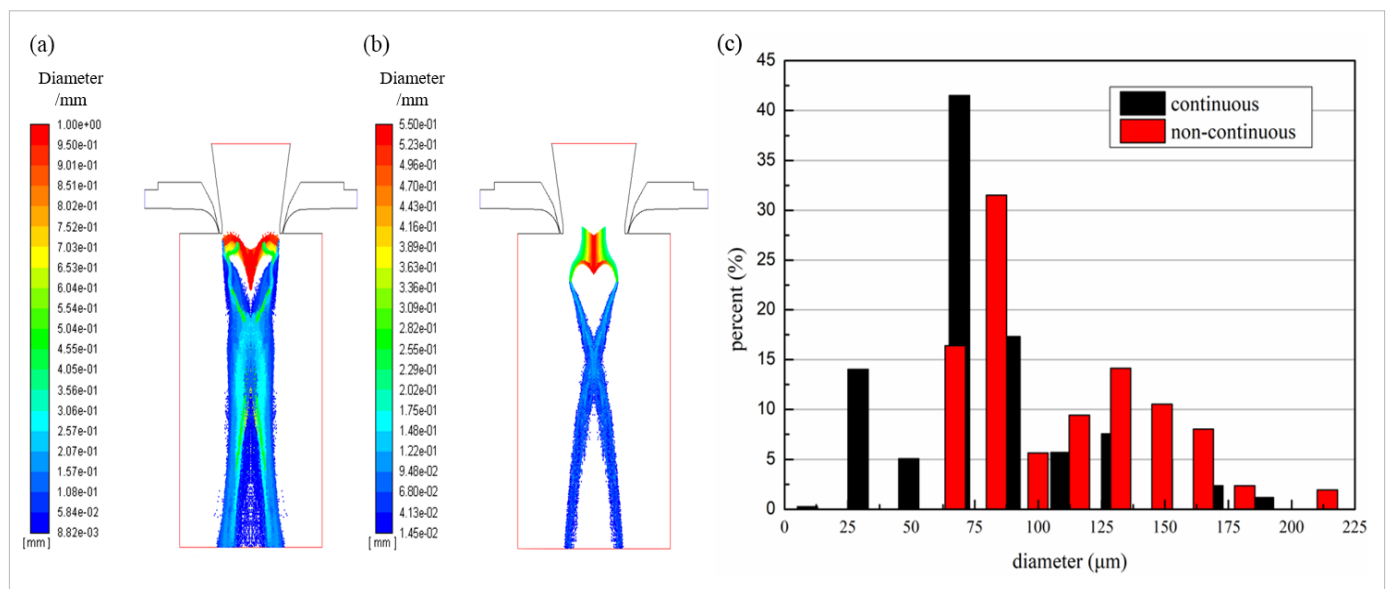 (a)
Diameter
/mm
1.00e+00
9.50e-01
9.01e-01
8.51e-01
8.02e-01
7.52e-01
7.03e-01
6.63e-01
6.04e-01
5.54e-01
5.04e-01
4.55e-01
4.05e-01
3.56e-01
3.06e-01
2.57e-01
1.07e-01
1.08e-01
5.84e-02
8.82e-03
[ mm ]
(b)
Diameter
/mm
5.50e-01
5.23e-01
4.96e-01
4.70e-01
4.43e-01
4.16e-01
3.89e-01
3.63e-01
3.36e-01
3.09e-01
2.82e-01
2.55e-01
2.29e-01
2.02e-01
1.75e-01
1.48e-01
1.22e-01
9.48e-02
6.80e-02
4.13e-02
1.45e-02
[ mm ]
(c)
45
40
35
30
25
20
15
10
5
0
percent (%)
continuous
non-continuous
0
25
50
75
100
125
150
175
200
225
diameter (μm)